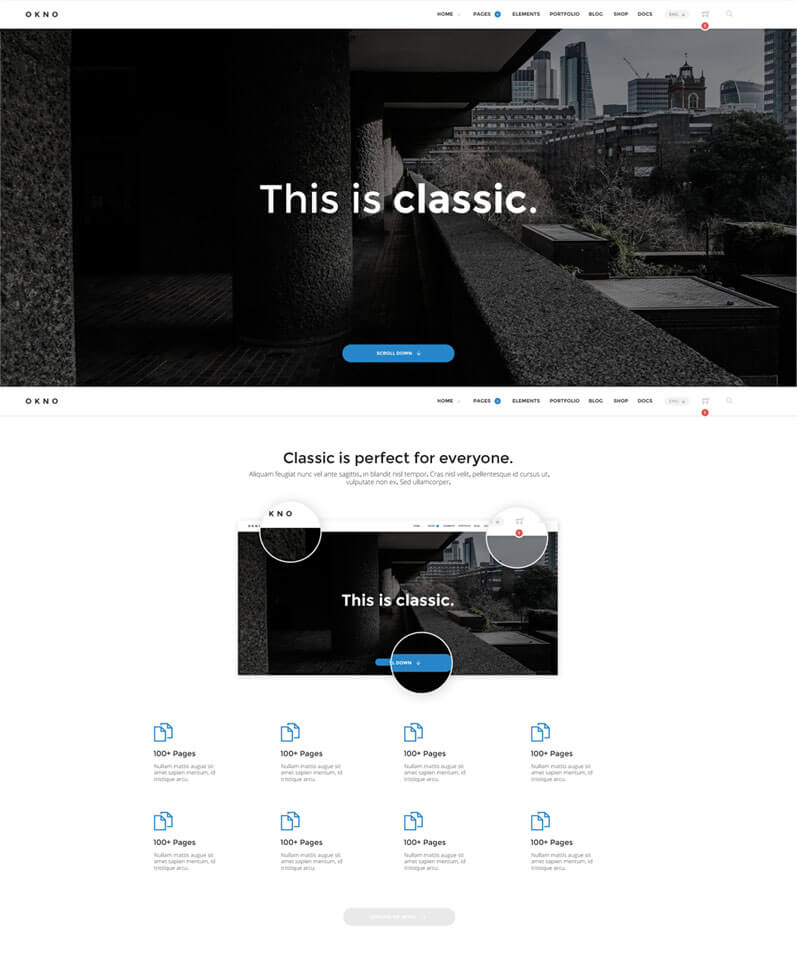 OKNO
HOME PAGES ELEMENTS PORTFOLIO BLOG SHOP DOCS ENG
This is classic.
SCROLL DOWN
OKNO
HOME PAGES ELEMENTS PORTFOLIO BLOG SHOP DOCS ENG
Classic is perfect for everyone.
Aliquam feugiat nunc vel ante sagittis, in blandit nisl tempor. Cras nisl velit, pellentesque id cursus ut,
vulputate non ex. Sed ullamcorper.
KNO
HOME PAGES ELEMENTS PORTFOLIO BLOG
This is classic.
L DOWN
100+ Pages
Nullam mattis augue sit
amet sapien mentum, id
tristique arcu.
100+ Pages
Nullam mattis augue sit
amet sapien mentum, id
tristique arcu.
100+ Pages
Nullam mattis augue sit
amet sapien mentum, id
tristique arcu.
100+ Pages
Nullam mattis augue sit
amet sapien mentum, id
tristique arcu.
100+ Pages
Nullam mattis augue sit
amet sapien mentum, id
tristique arcu.
100+ Pages
Nullam mattis augue sit
amet sapien mentum, id
tristique arcu.
100+ Pages
Nullam mattis augue sit
amet sapien mentum, id
tristique arcu.
100+ Pages
Nullam mattis augue sit
amet sapien mentum, id
tristique arcu.